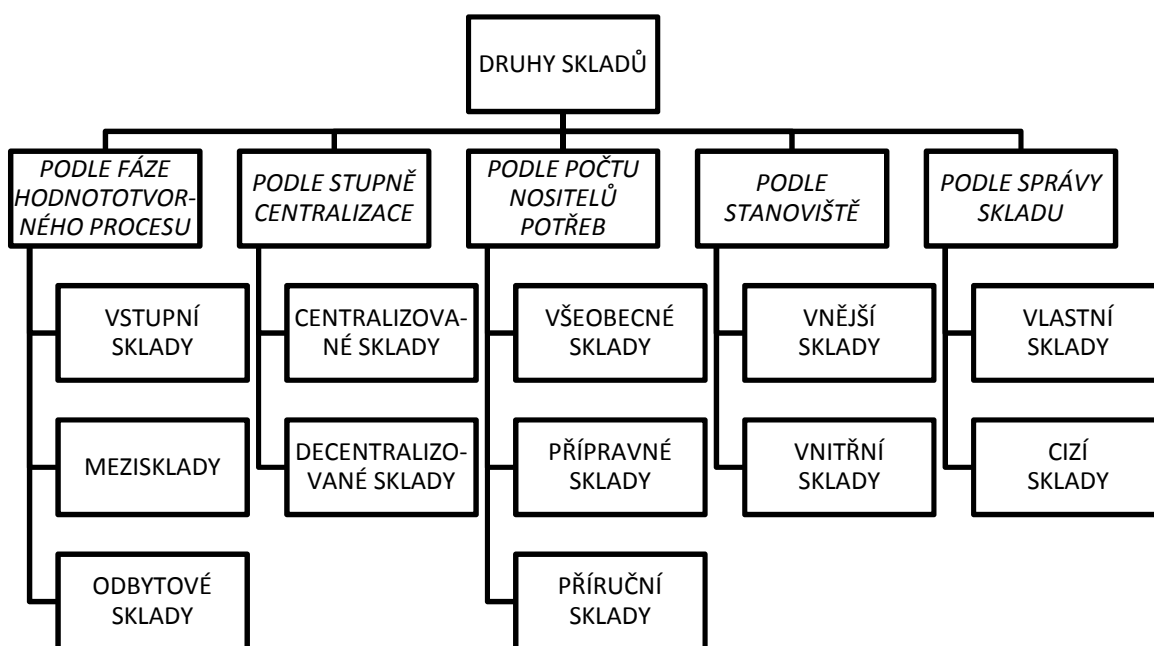 DRUHY SKLADŮ
PODLE FÁZE
HODNOTOTVOR-
NÉHO PROCESU
VSTUPNÍ
SKLADY
MEZISKLADY
ODBYTOVÉ
SKLADY
PODLE STUPNĚ
CENTRALIZACE
CENTRALIZOVA-
NÉ SKLADY
DECENTRALIZO-
VANÉ SKLADY
PODLE POČTU
NOSITELŮ
POTŘEB
VŠEOBECNÉ
SKLADY
PŘÍPRAVNÉ
SKLADY
PŘÍRUČNÍ
SKLADY
PODLE
STANOVIŠTĚ
VNĚJŠÍ
SKLADY
VNITŘNÍ
SKLADY
PODLE SPRÁVY
SKLADU
VLASTNÍ
SKLADY
CIZÍ
SKLADY